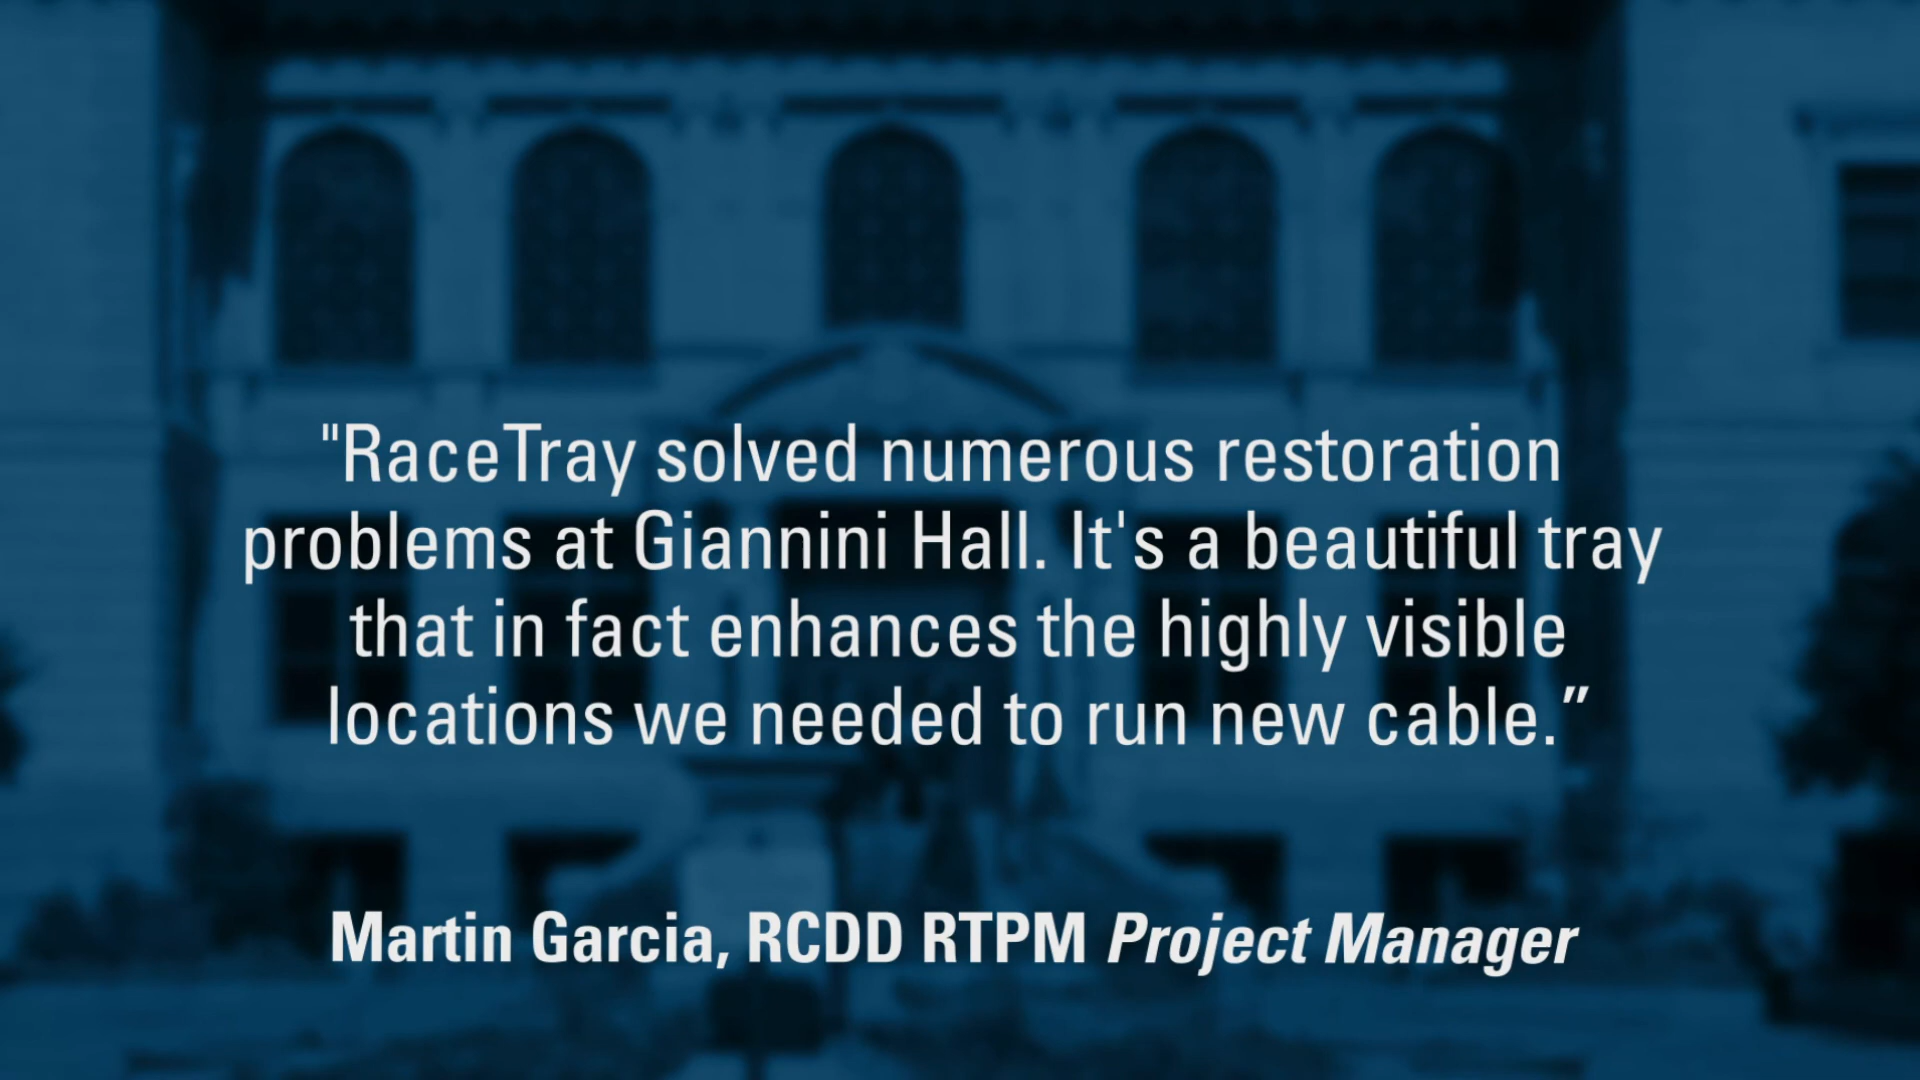 "RaceTray solved numerous restoration
problems at Giannini Hall. It's a beautiful tray
that in fact enhances the highly visible
locations we needed to run new cable.”
Martin Garcia, RCDD RTPM Project Manager